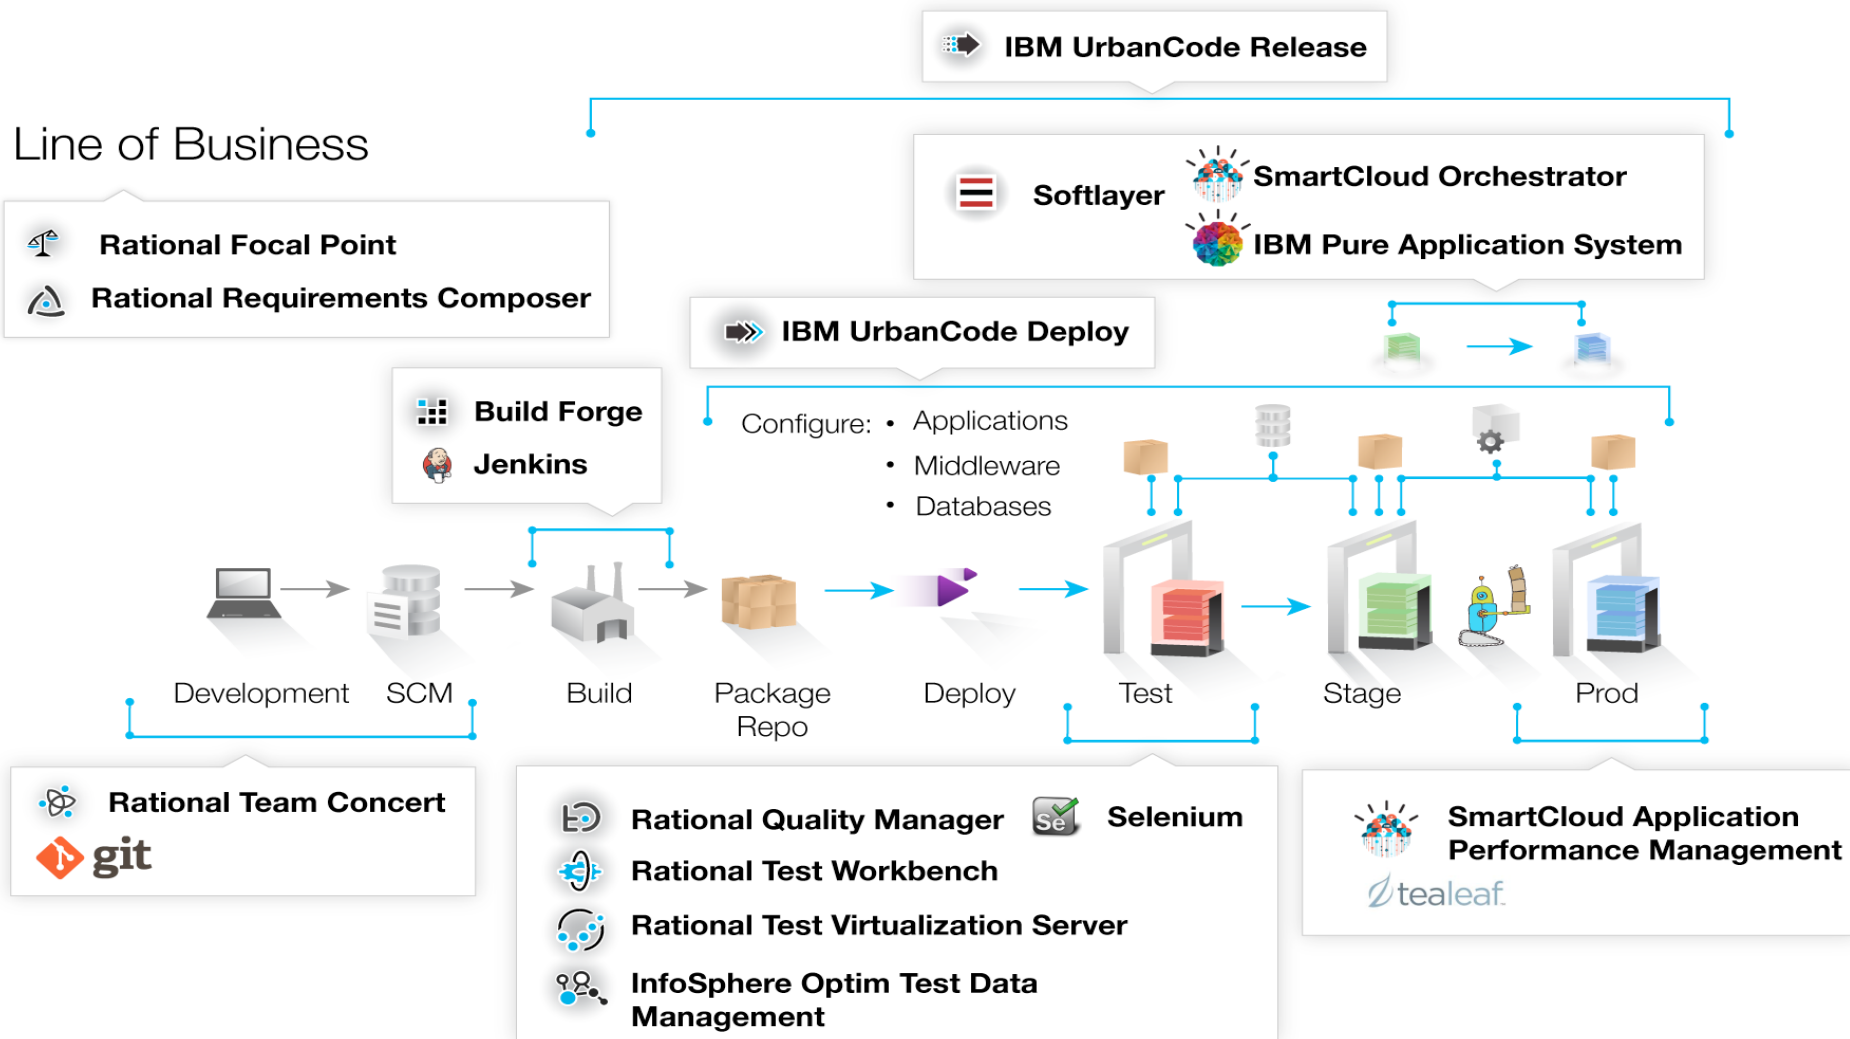 IBM UrbanCode Release
Line of Business
Softlayer
SmartCloud Orchestrator
IBM Pure Application System
Rational Focal Point
Rational Requirements Composer
IBM UrbanCode Deploy
Build Forge
Jenkins
Configure: • Applications
• Middleware
• Databases
Development
SCM
Build
Package
Repo
Deploy
Test
Stage
Prod
Rational Team Concert
git
Rational Quality Manager
Se
Selenium
Rational Test Workbench
Rational Test Virtualization Server
InfoSphere Optim Test Data
Management
SmartCloud Application
Performance Management
tealeaf